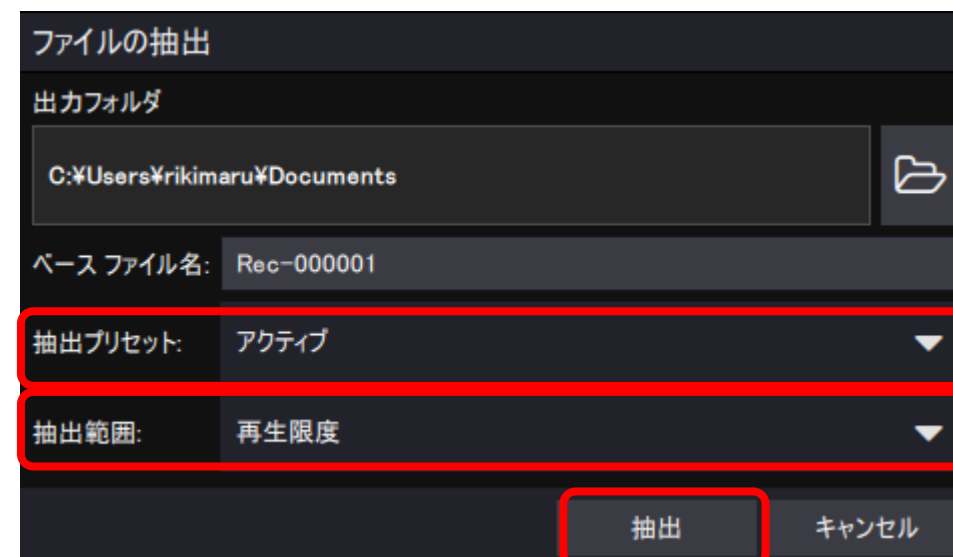 ファイルの抽出
出力フォルダ
C:¥Users¥rikimaru¥Documents
ベース ファイル名: Rec-000001
抽出プリセット: アクティブ
抽出範囲: 再生限度
抽出 キャンセル